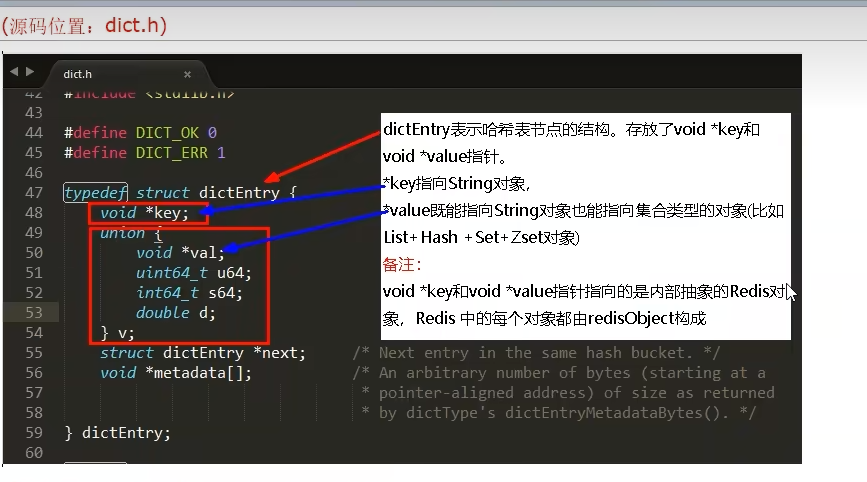 (源码位置：dict.h)
dict.h ×
42 #include <stdlib.h>
43
44 #define DICT_OK 0
45 #define DICT_ERR 1
46
47 typedef struct dictEntry {
48 void *key;
49 union {
50 void *val;
51 uint64_t u64;
52 int64_t s64;
53 double d;
54 } v;
55 struct dictEntry *next; /* Next entry in the same hash bucket. */
56 void *metadata[]; /* An arbitrary number of bytes (starting at a
57 * pointer-aligned address) of size as returned
58 * by dictType's dictEntryMetadataBytes(). */
59 } dictEntry;
60
dictEntry表示哈希表节点的结构。存放了void *key和
void *value指针。
*key指向String对象，
*value既能指向String对象也能指向集合类型的对象(比如
List+ Hash +Set+Zset对象)
备注：
void *key和void *value指针指向的是内部抽象的Redis对
象，Redis 中的每个对象都由redisObject构成